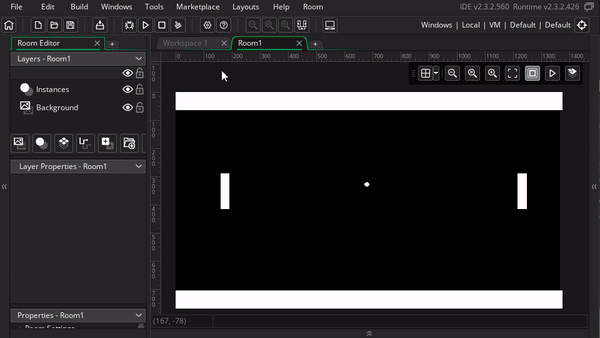 File Edit Build Windows Tools Marketplace Layouts Help Room
IDE v2.3.2.560 Runtime v2.3.2.426
Windows | Local | VM | Default | Default
Room Editor
Workspace 1
Room1
Layers - Room1
0 100 200 300 400 500 600 700 800 900 1000 1100 1200 1300 1400
Instances
Background
Layer Properties - Room1
Properties - Room1
Room Settings
(167, -78)